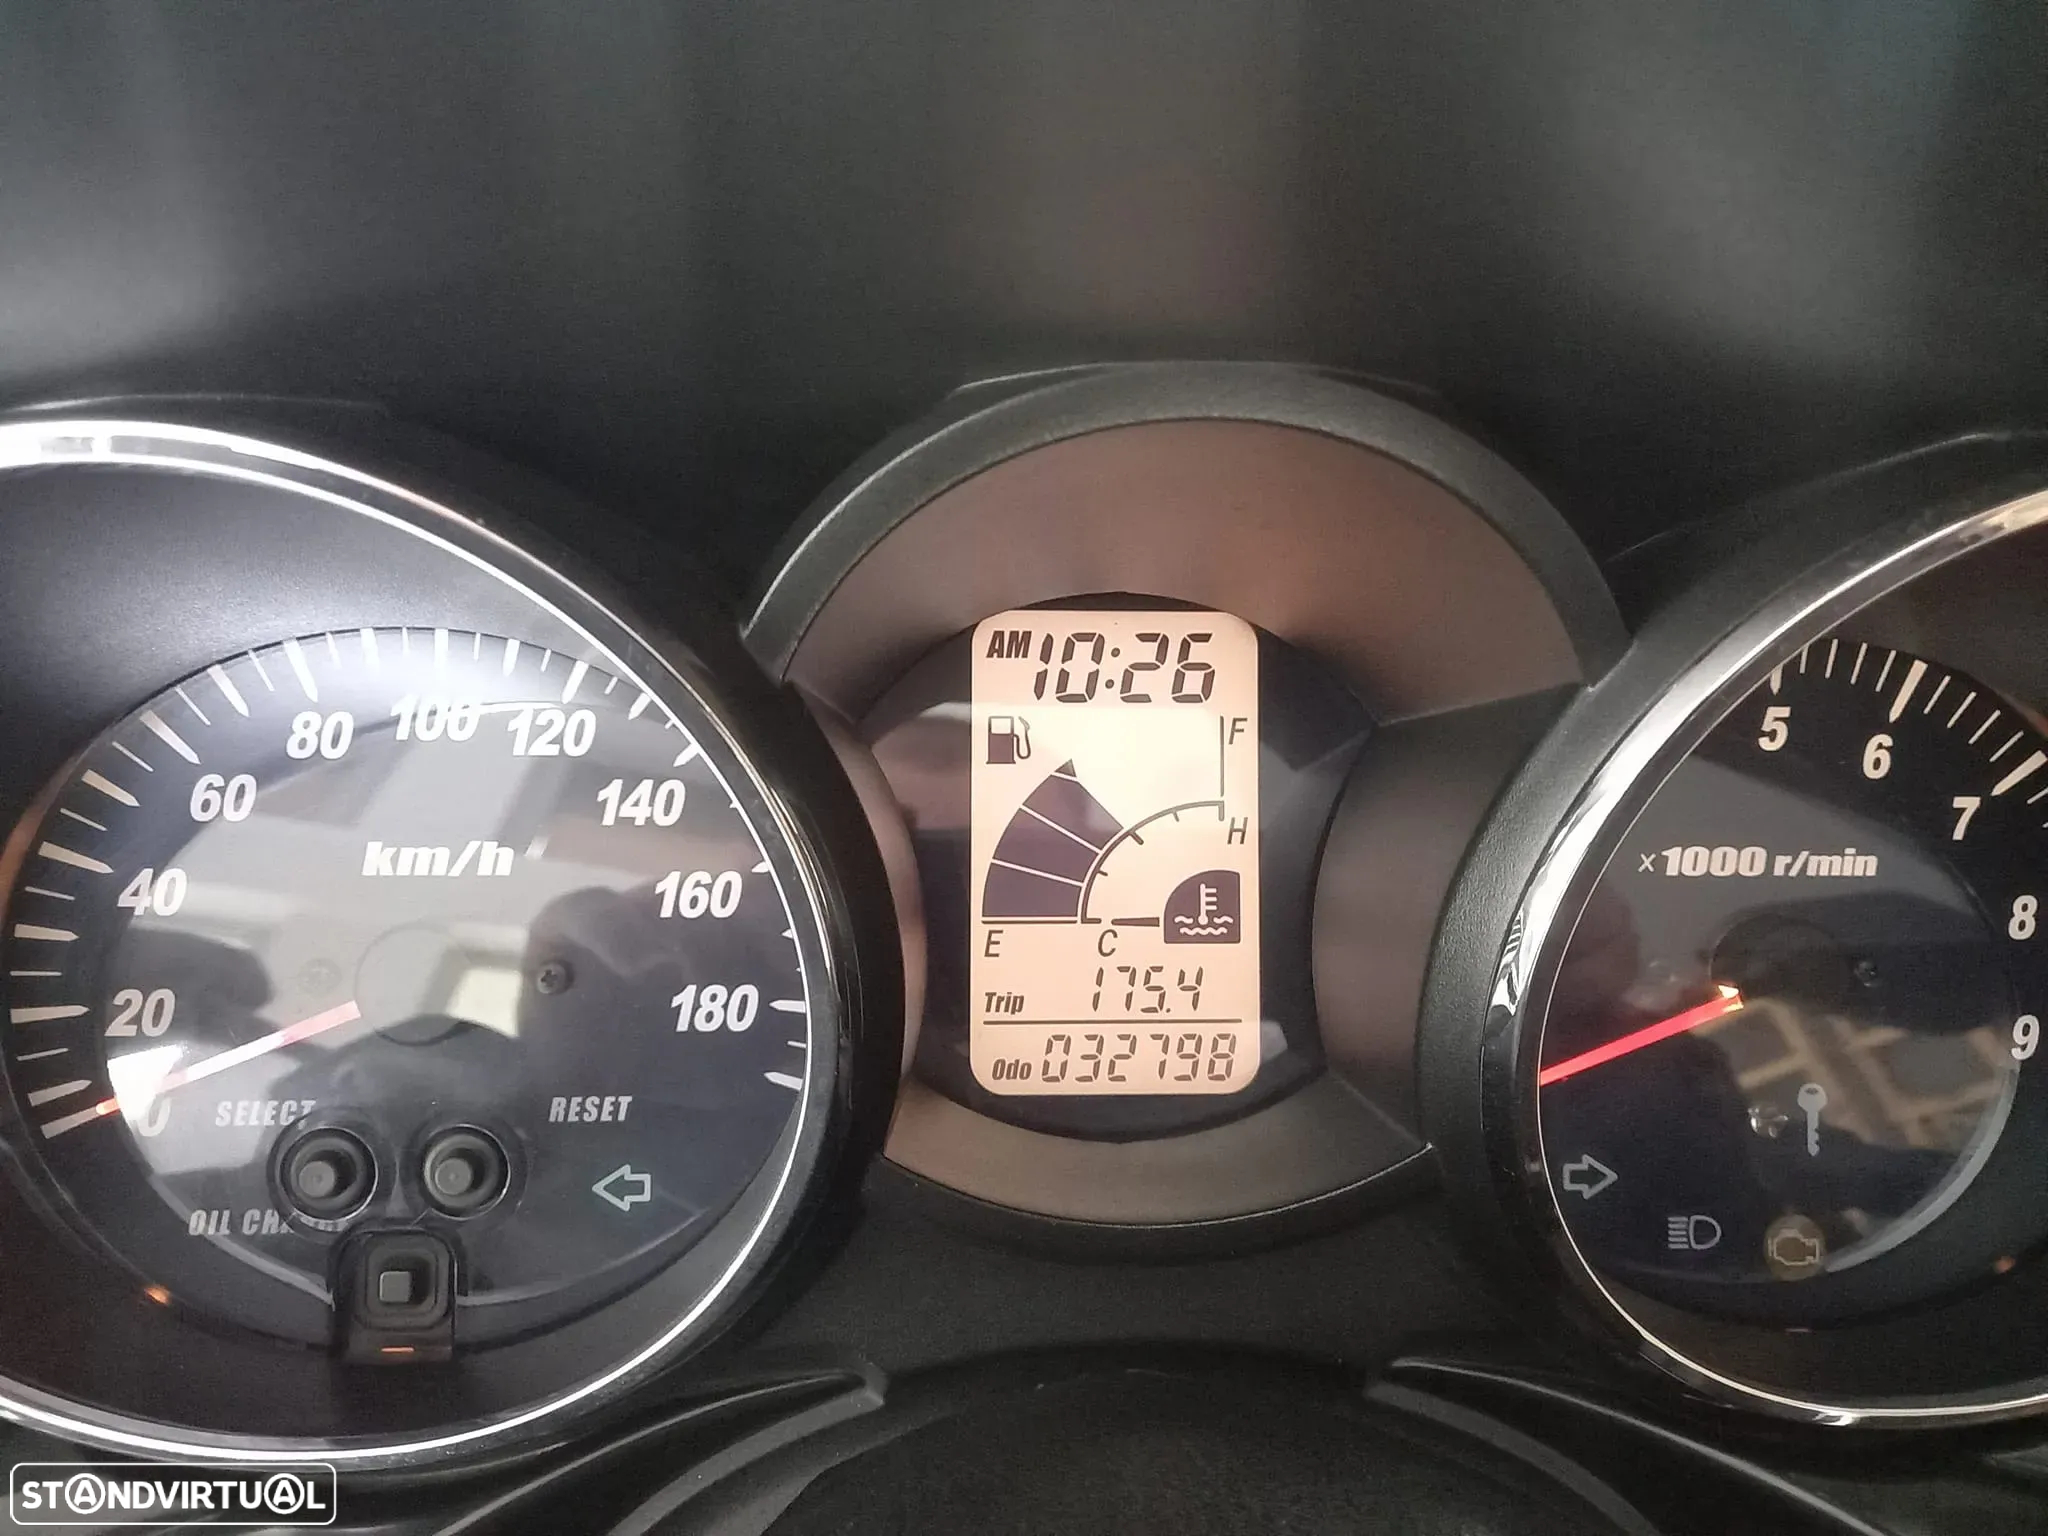 AM 10:26
F
H
E
C
Trip 175.4
Odo 032798
0
20
40
60
80
100
120
140
160
180
km/h
SELECT
RESET
5
6
7
8
9
×1000 r/min
STANDVIRTUAL